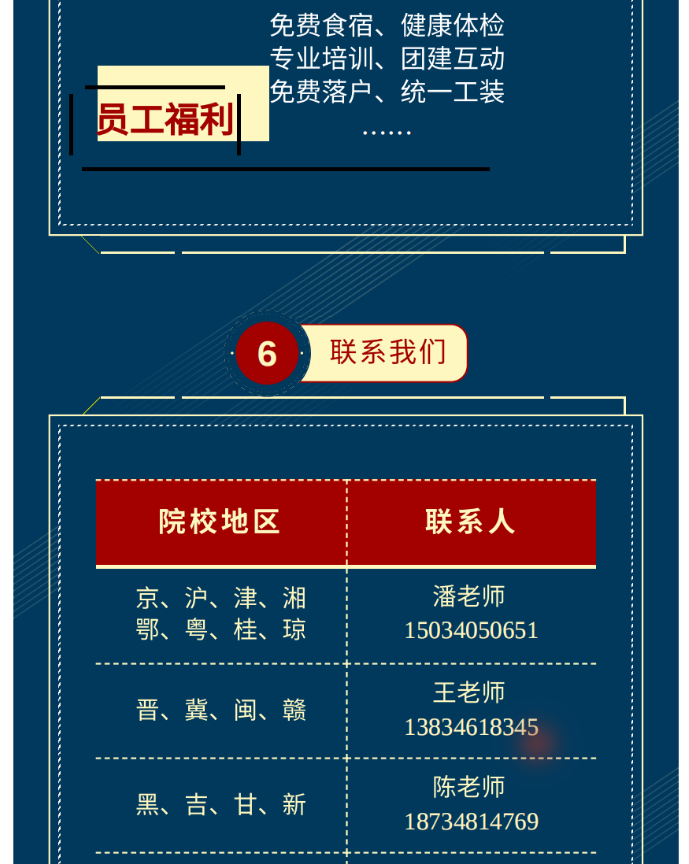 免费食宿、健康体检
专业培训、团建互动
免费落户、统一工装
……
员工福利
6
联系我们
院校地区
联系人
京、沪、津、湘
鄂、粤、桂、琼
潘老师
15034050651
晋、冀、闽、赣
王老师
13834618345
黑、吉、甘、新
陈老师
18734814769